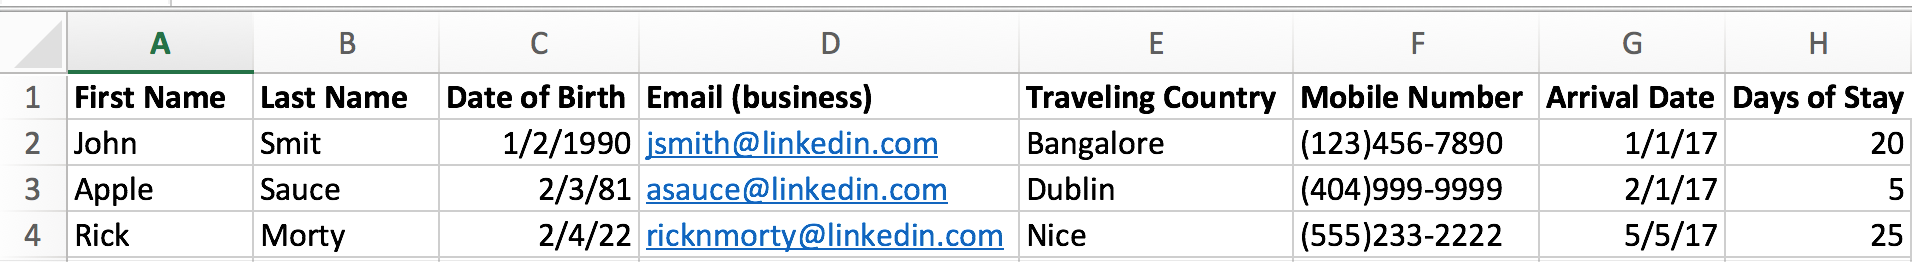 A B C D E F G H
1 First Name Last Name Date of Birth Email (business) Traveling Country Mobile Number Arrival Date Days of Stay
2 John Smit 1/2/1990 jsmith@linkedin.com Bangalore (123)456-7890 1/1/17 20
3 Apple Sauce 2/3/81 asauce@linkedin.com Dublin (404)999-9999 2/1/17 5
4 Rick Morty 2/4/22 ricknmorty@linkedin.com Nice (555)233-2222 5/5/17 25